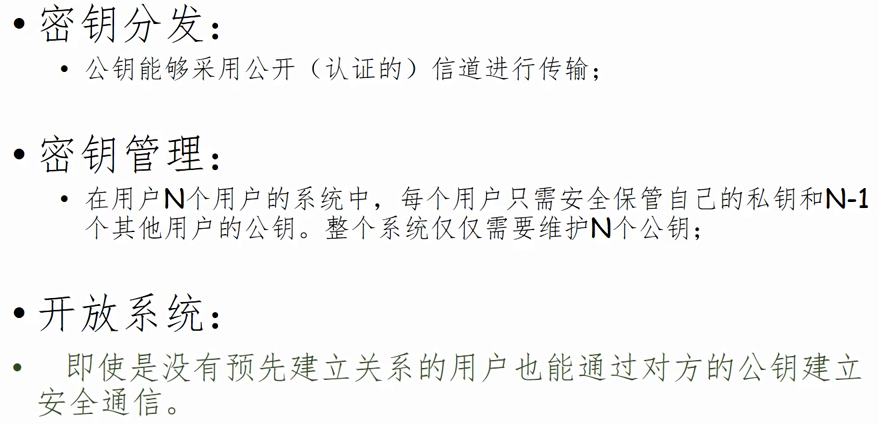 • 密钥分发：
• 公钥能够采用公开（认证的）信道进行传输；
• 密钥管理：
• 在用户N个用户的系统中，每个用户只需安全保管自己的私钥和N-1
个其他用户的公钥。整个系统仅仅需要维护N个公钥；
• 开放系统：
• 即使是没有预先建立关系的用户也能通过对方的公钥建立
安全通信。